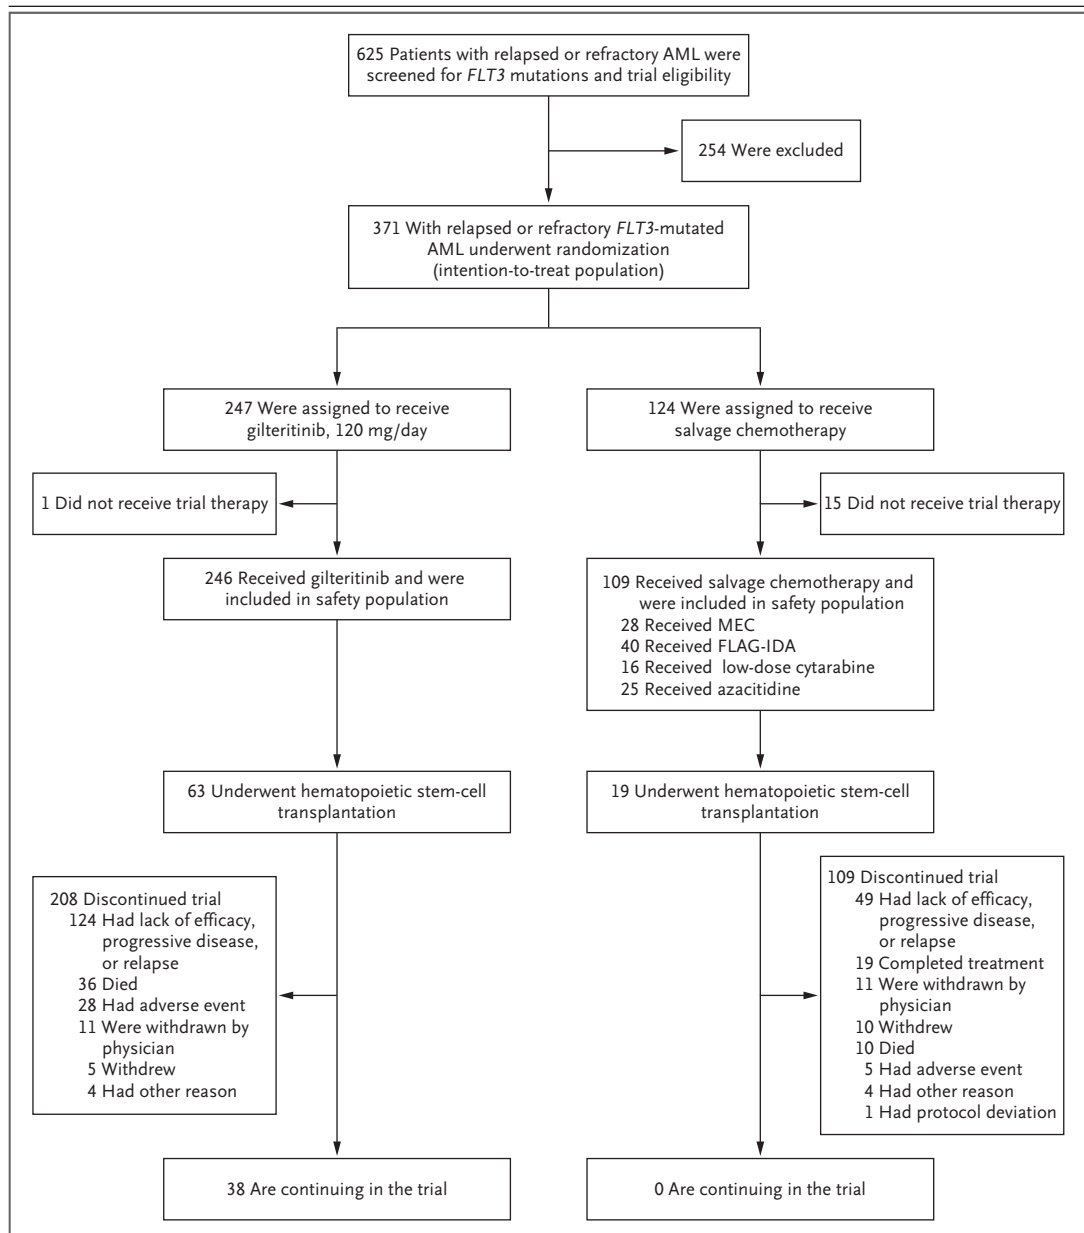 625 Patients with relapsed or refractory AML were
screened for FLT3 mutations and trial eligibility
254 Were excluded
371 With relapsed or refractory FLT3-mutated
AML underwent randomization
(intention-to-treat population)
247 Were assigned to receive
gilteritinib, 120 mg/day
124 Were assigned to receive
salvage chemotherapy
1 Did not receive trial therapy
15 Did not receive trial therapy
246 Received gilteritinib and were
included in safety population
109 Received salvage chemotherapy and
were included in safety population
28 Received MEC
40 Received FLAG-IDA
16 Received low-dose cytarabine
25 Received azacitidine
63 Underwent hematopoietic stem-cell
transplantation
19 Underwent hematopoietic stem-cell
transplantation
208 Discontinued trial
124 Had lack of efficacy,
progressive disease,
or relapse
36 Died
28 Had adverse event
11 Were withdrawn by
physician
5 Withdrew
4 Had other reason
109 Discontinued trial
49 Had lack of efficacy,
progressive disease,
or relapse
19 Completed treatment
11 Were withdrawn by
physician
10 Withdrew
10 Died
5 Had adverse event
4 Had other reason
1 Had protocol deviation
38 Are continuing in the trial
0 Are continuing in the trial